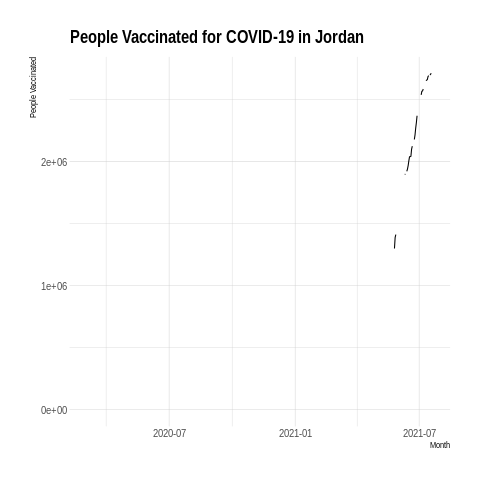 People Vaccinated for COVID-19 in Jordan
People Vaccinated
2e+06
1e+06
0e+00
2020-07 2021-01 2021-07
Month